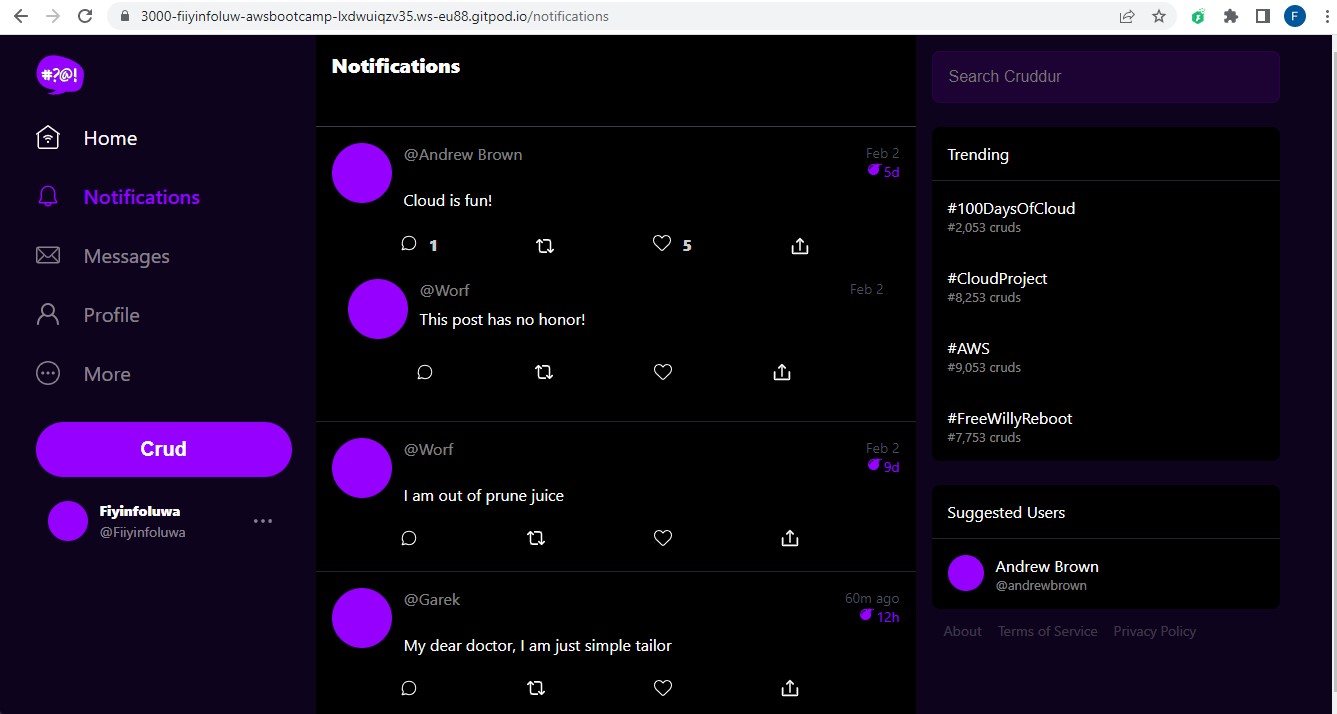 3000-fiiyinfoluw-awsbootcamp-lxdwuiqzv35.ws-eu88.gitpod.io/notifications
F
#?@!
Home
Notifications
Messages
Profile
More
Crud
Fiyinfoluwa
@Fiiyinfoluwa
Notifications
@Andrew Brown
Feb 2
5d
Cloud is fun!
1
5
@Worf
Feb 2
This post has no honor!
@Worf
Feb 2
9d
I am out of prune juice
@Garek
60m ago
12h
My dear doctor, I am just simple tailor
Search Cruddur
Trending
#100DaysOfCloud
#2,053 cruds
#CloudProject
#8,253 cruds
#AWS
#9,053 cruds
#FreeWillyReboot
#7,753 cruds
Suggested Users
Andrew Brown
@andrewbrown
About Terms of Service Privacy Policy